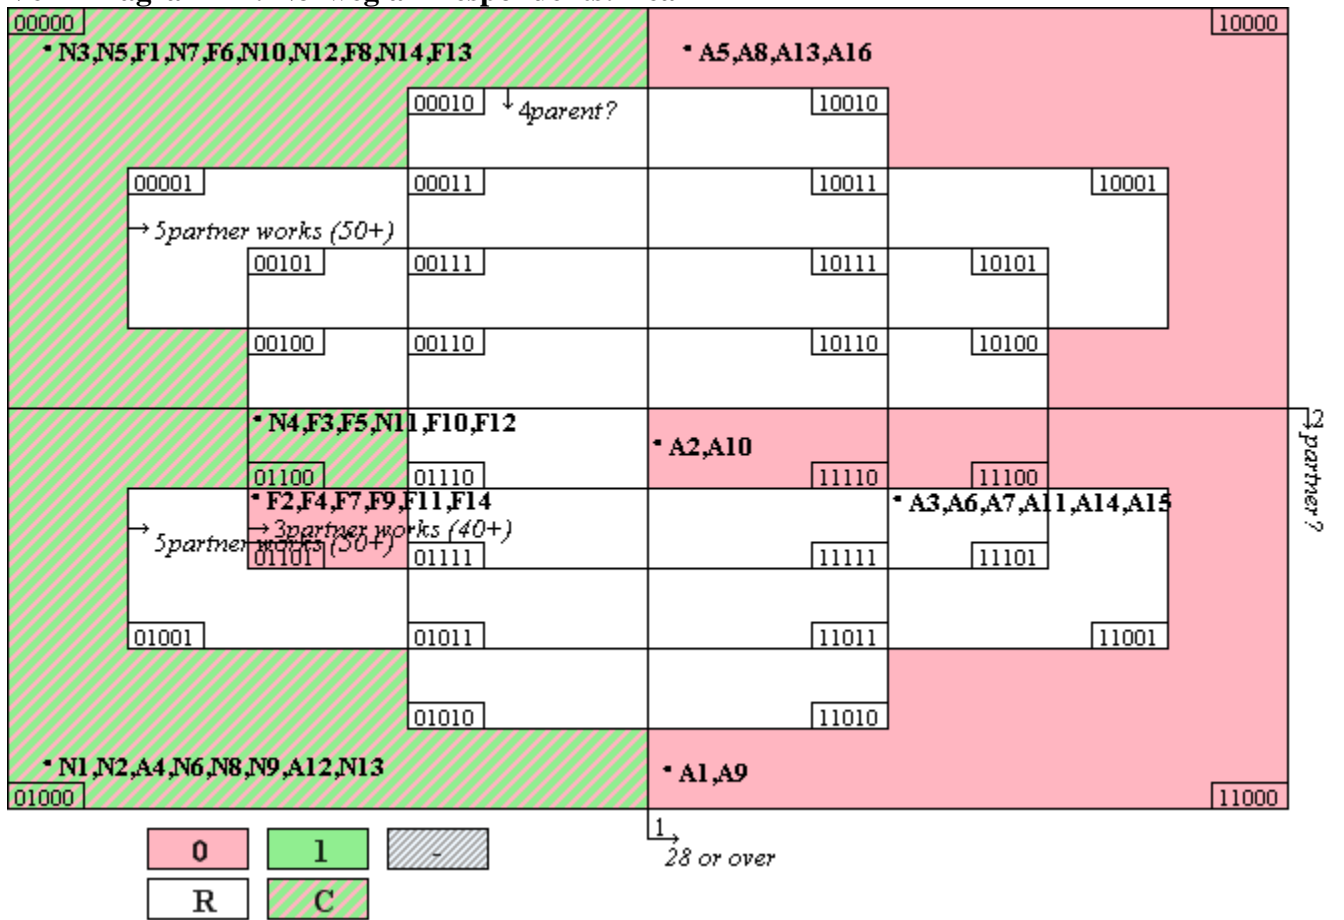 00000
10000
N3,N5,F1,N7,F6,N10,N12,F8,N14,F13
A5,A8,A13,A16
00010
4parent?
10010
00001
00011
10011
10001
5partner works (50+)
00101
00111
10111
10101
00100
00110
10110
10100
N4,F3,F5,N11,F10,F12
2partner?
A2,A10
01100
01110
11110
11100
F2,F4,F7,F9,F11,F14
A3,A6,A7,A11,A14,A15
3partner works (40+)
5partner works (50+)
01101
01111
11111
11101
01001
01011
11011
11001
01010
11010
N1,N2,A4,N6,N8,N9,A12,N13
A1,A9
01000
11000
1
28 or over
0
1
-
R
C